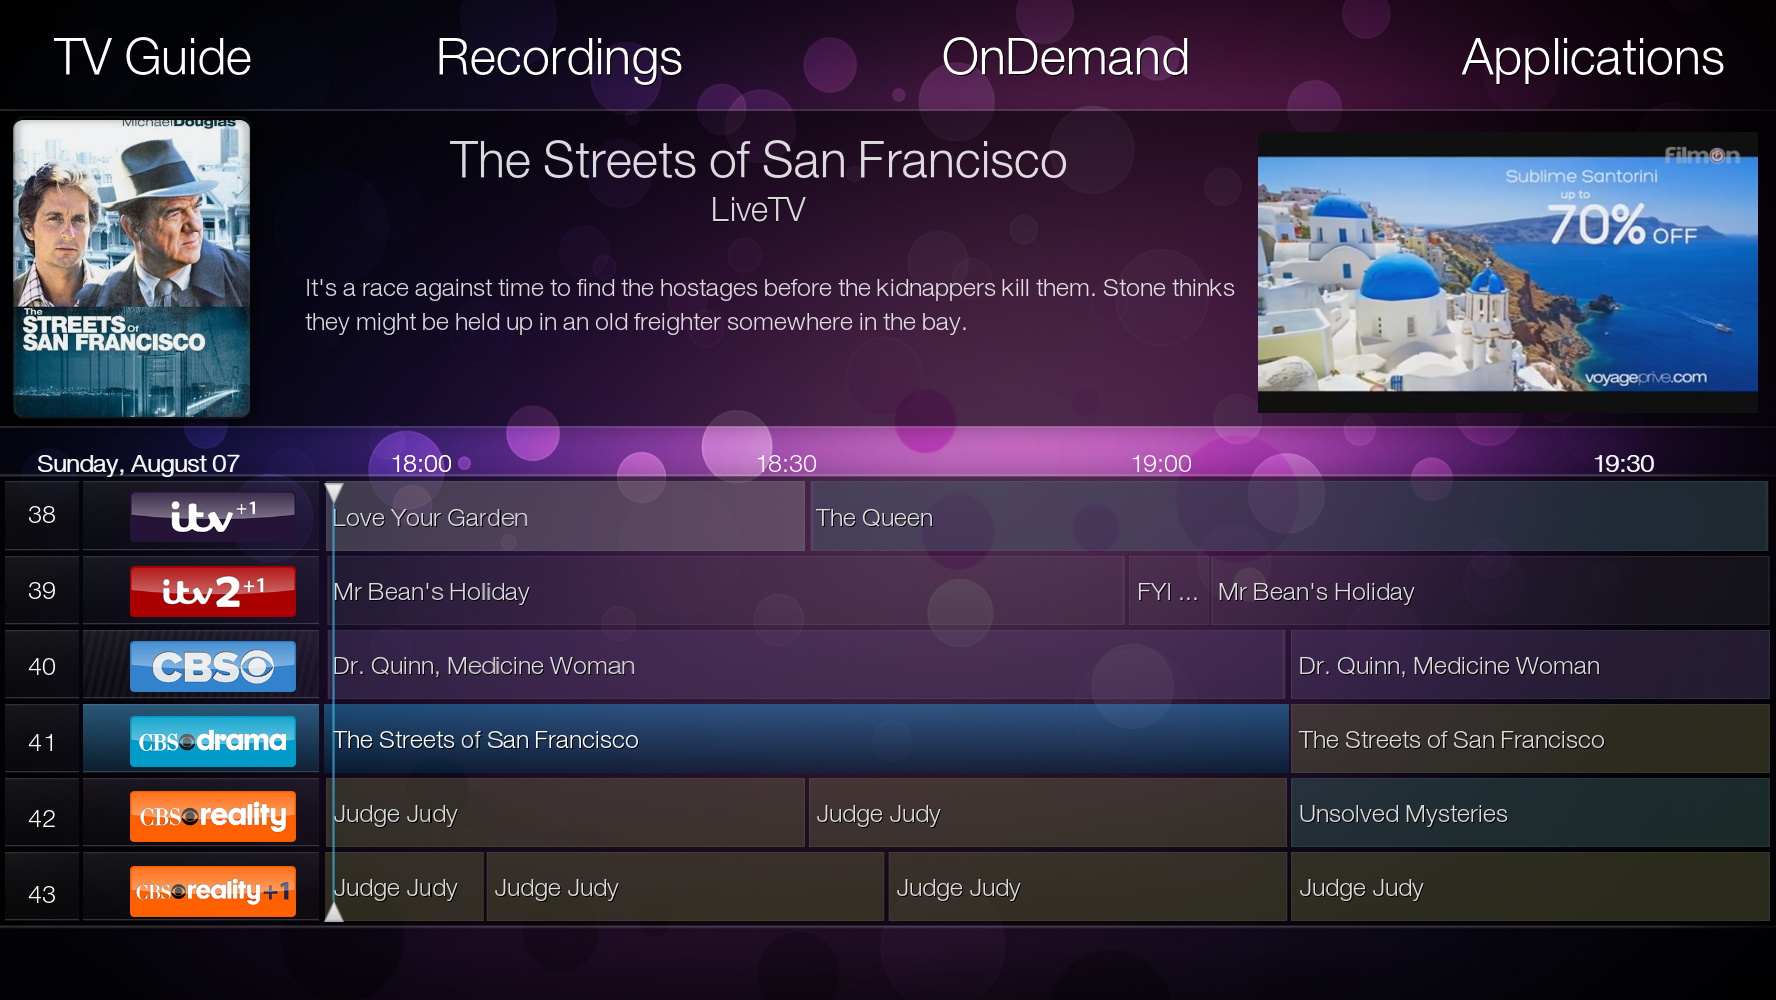 TV Guide
Recordings
OnDemand
Applications
Michael Douglas
The
STREETS of
SAN FRANCISCO
The Streets of San Francisco
LiveTV
It's a race against time to find the hostages before the kidnappers kill them. Stone thinks
they might be held up in an old freighter somewhere in the bay.
FilmOn
Sublime Santorini
up to
70% OFF
voyageprive.com
Sunday, August 07
18:00
18:30
19:00
19:30
38
itv +1
Love Your Garden
The Queen
39
itv2 +1
Mr Bean's Holiday
FYI ...
Mr Bean's Holiday
40
CBS
Dr. Quinn, Medicine Woman
Dr. Quinn, Medicine Woman
41
CBS drama
The Streets of San Francisco
The Streets of San Francisco
42
CBS reality
Judge Judy
Judge Judy
Unsolved Mysteries
43
CBS reality +1
Judge Judy
Judge Judy
Judge Judy
Judge Judy